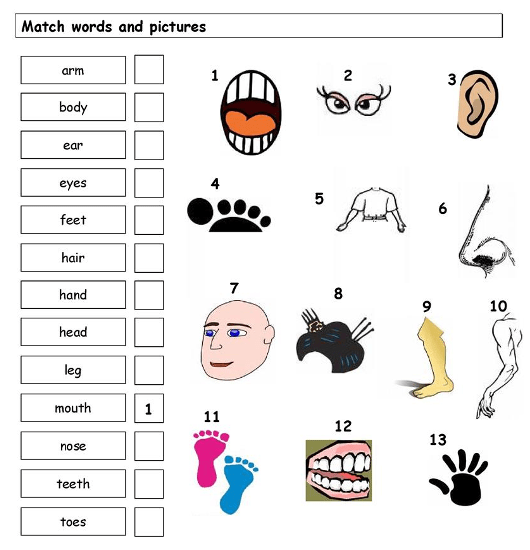 Match words and pictures
arm
body
ear
eyes
feet
hair
hand
head
leg
mouth 1
nose
teeth
toes
1 2 3
4 5 6
7 8 9 10
11 12 13